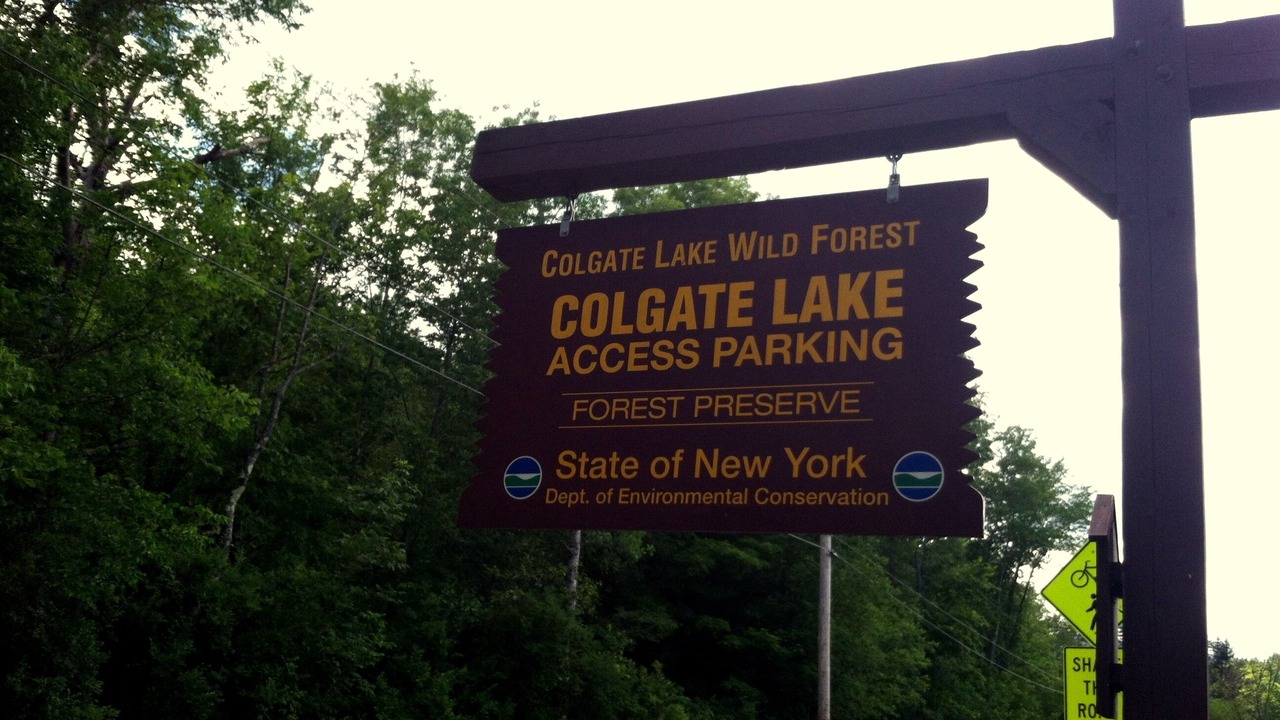 Colgate Lake Wild Forest
COLGATE LAKE
ACCESS PARKING
FOREST PRESERVE
State of New York
Dept. of Environmental Conservation